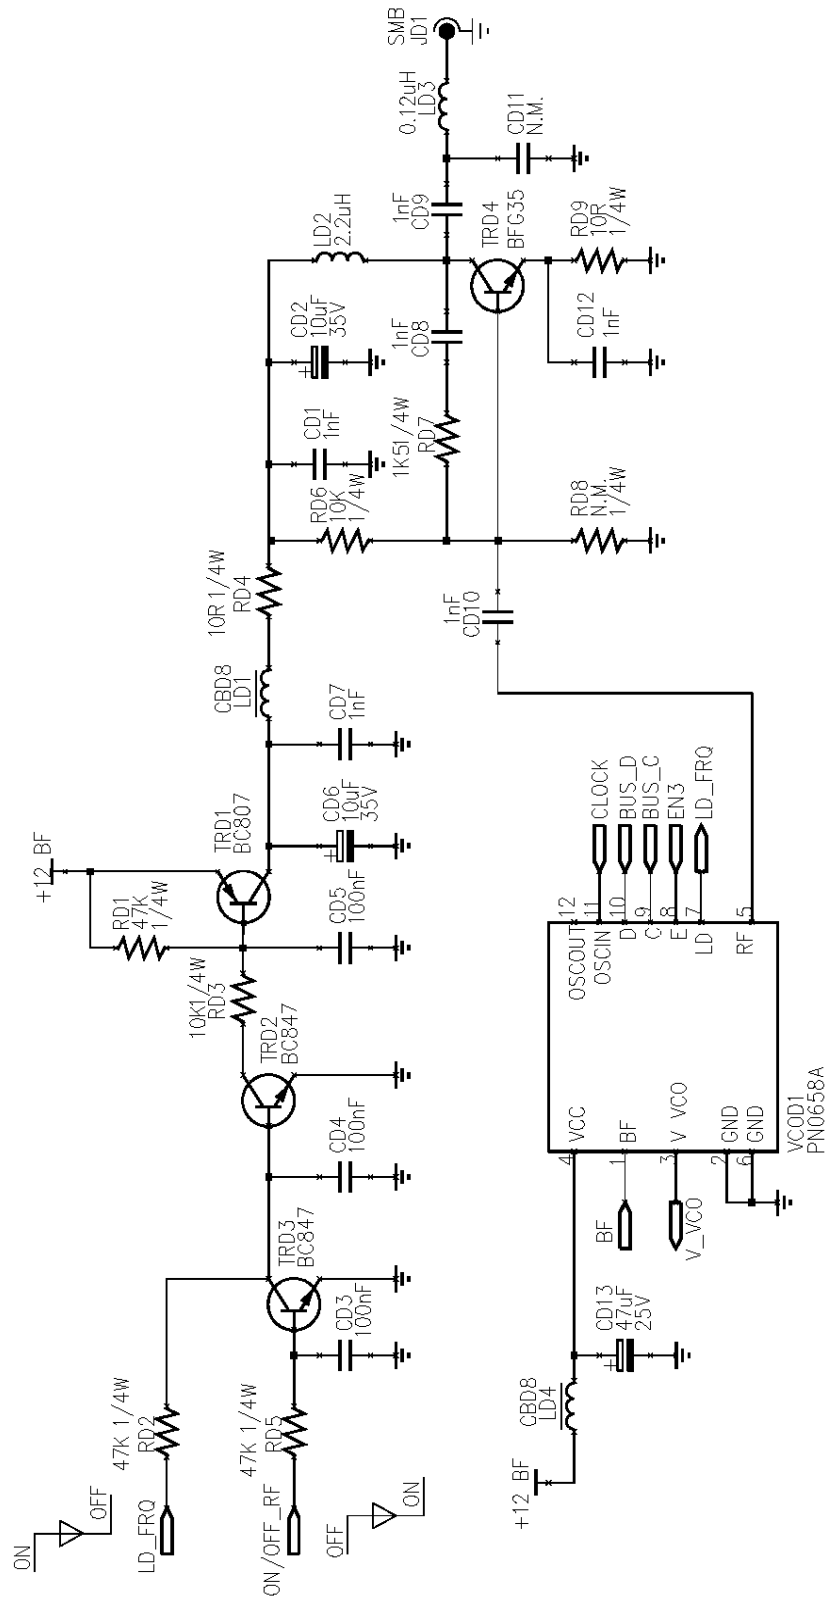 ON
OFF
LD_FRQ
47K 1/4W
RD2
ON/OFF_RF
47K 1/4W
RD5
OFF
ON
TRD3
BC847
CD3
100nF
CD4
100nF
TRD2
BC847
10K1/4W
RD3
RD1
47K
1/4W
+12 BF
TRD1
BC807
CD5
100nF
CD6
+
10uF
35V
CD7
1nF
CBD8
LD1
10R 1/4W
RD4
RD6
10K
1/4W
CD1
1nF
CD2
+
10uF
35V
LD2
2.2uH
1K51/4W
RD7
1nF
CD8
1nF
CD9
0.12uH
LD3
SMB
JD1
CD11
N.M.
TRD4
BFG35
RD9
10R
1/4W
CD12
1nF
RD8
N.M.
1/4W
1nF
CD10
+12 BF
CBD8
LD4
CD13
+
47uF
25V
BF
V_VCO
4
VCC
1
BF
3
V VCO
2
GND
6
GND
OSCOUT
12
OSCIN
11
CLOCK
D
10
BUS_D
C
9
BUS_C
E
8
EN3
LD
7
LD_FRQ
RF
5
VCOD1
PN0658A